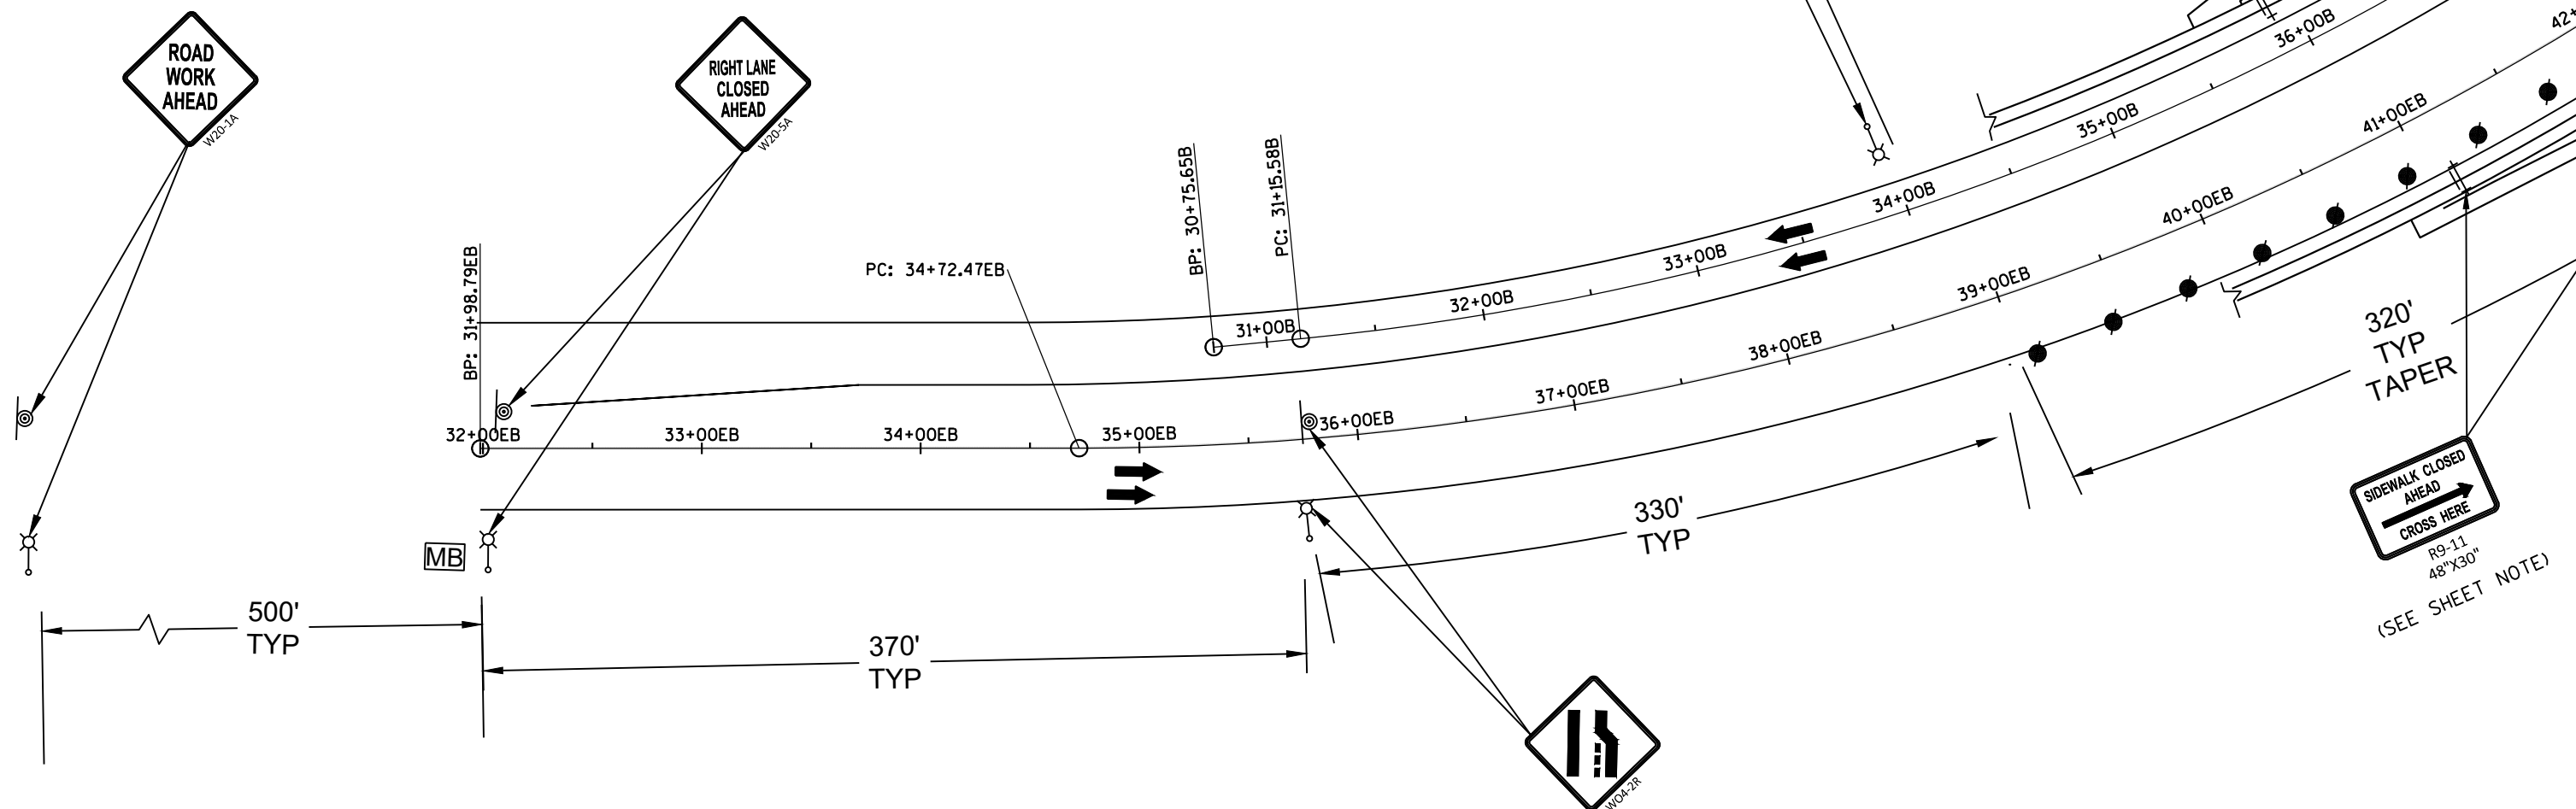 ROAD
WORK
AHEAD
W20-1A
RIGHT LANE
CLOSED
AHEAD
W20-5A
BP: 31+98.79EB
PC: 34+72.47EB
BP: 30+75.65B
PC: 31+15.58B
31+00B
32+00B
33+00B
34+00B
35+00B
36+00B
32+00EB
33+00EB
34+00EB
35+00EB
36+00EB
37+00EB
38+00EB
39+00EB
40+00EB
41+00EB
42+
MB
500'
TYP
370'
TYP
330'
TYP
320'
TYP
TAPER
SIDEWALK CLOSED
AHEAD
CROSS HERE
R9-11
48"X30"
(SEE SHEET NOTE)
WO4-2R